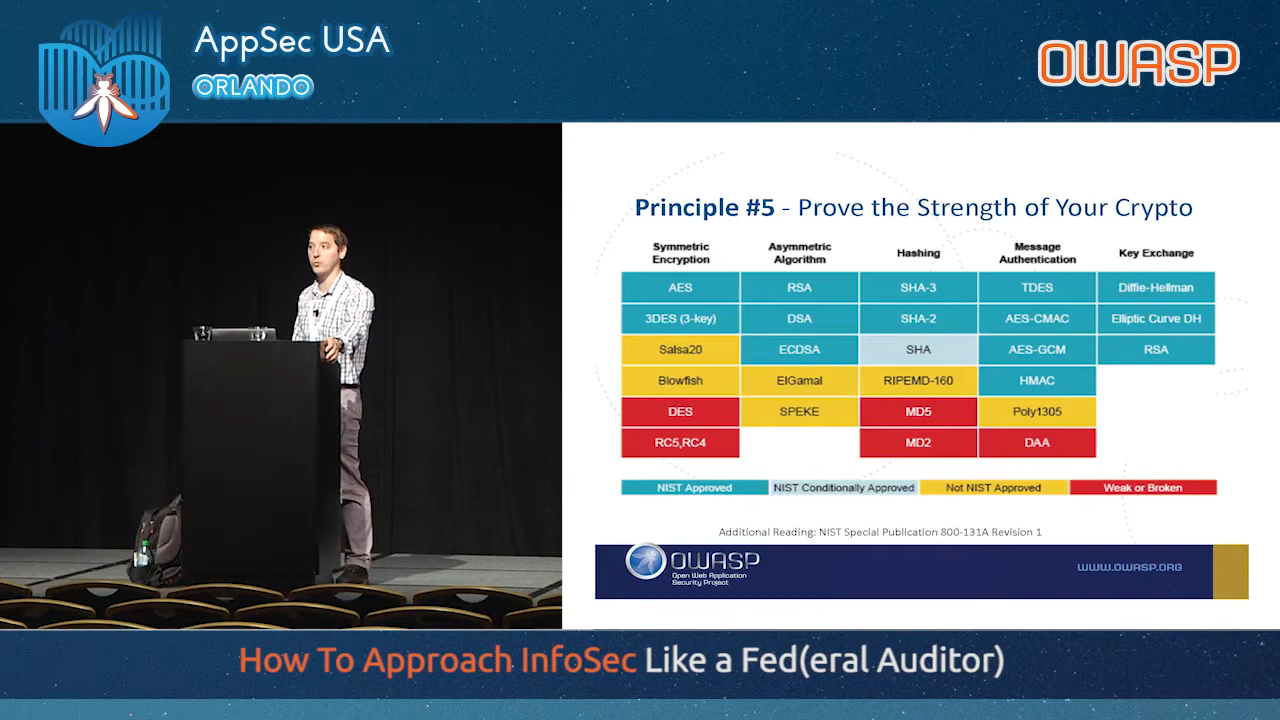 AppSec USA
ORLANDO
OWASP
Principle #5 - Prove the Strength of Your Crypto
Symmetric Encryption Asymmetric Algorithm Hashing Message Authentication Key Exchange
AES RSA SHA-3 TDES Diffie-Hellman
3DES (3-key) DSA SHA-2 AES-CMAC Elliptic Curve DH
Salsa20 ECDSA SHA AES-GCM RSA
Blowfish ElGamal RIPEMD-160 HMAC
DES SPEKE MD5 Poly1305
RC5,RC4 MD2 DAA
NIST Approved NIST Conditionally Approved Not NIST Approved Weak or Broken
Additional Reading: NIST Special Publication 800-131A Revision 1
OWASP
Open Web Application
Security Project
WWW.OWASP.ORG
How To Approach InfoSec Like a Fed(eral Auditor)